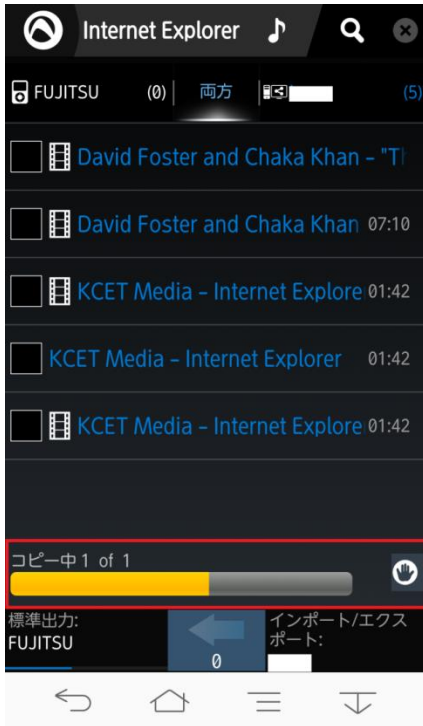 Internet Explorer
FUJITSU (0) 両方 (5)
David Foster and Chaka Khan – "Th
David Foster and Chaka Khan 07:10
KCET Media – Internet Explore 01:42
KCET Media – Internet Explorer 01:42
KCET Media – Internet Explore 01:42
コピー中 1 of 1
標準出力:
FUJITSU
0
インポート/エクス
ポート: